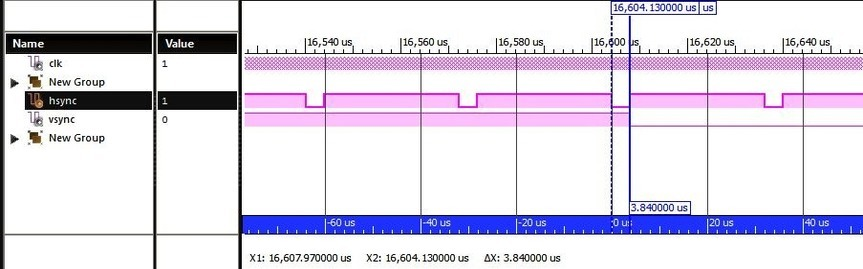 16,604.130000 us us
Name Value
16,540 us 16,560 us 16,580 us 16,600 us 16,620 us 16,640 us
clk 1
New Group
hsync 1
vsync 0
New Group
3.840000 us
-60 us -40 us -20 us 0 us 20 us 40 us
X1: 16,607.970000 us X2: 16,604.130000 us ΔX: 3.840000 us